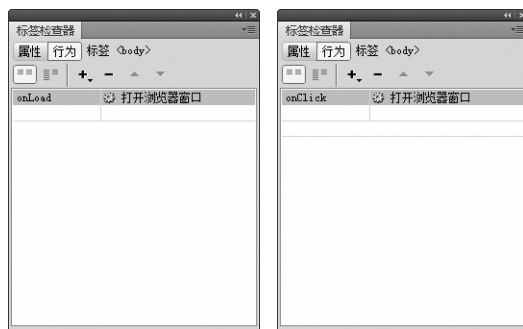 标签检查器
属性 行为 标签 <body>
onLoad 打开浏览器窗口
标签检查器
属性 行为 标签 <body>
onClick 打开浏览器窗口